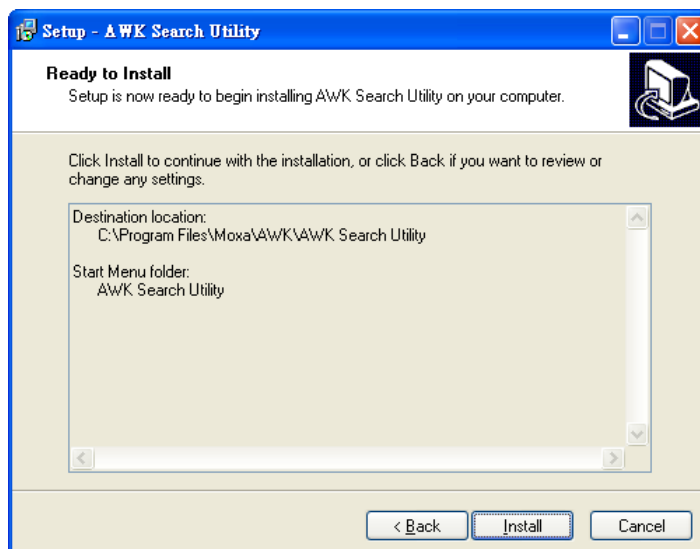 Setup - AWK Search Utility
Ready to Install
Setup is now ready to begin installing AWK Search Utility on your computer.
Click Install to continue with the installation, or click Back if you want to review or
change any settings.
Destination location:
C:\Program Files\Moxa\AWK\AWK Search Utility
Start Menu folder:
AWK Search Utility
< Back
Install
Cancel